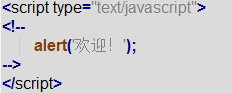 <script type="text/javascript">
<!--
alert('欢迎！');
-->
</script>